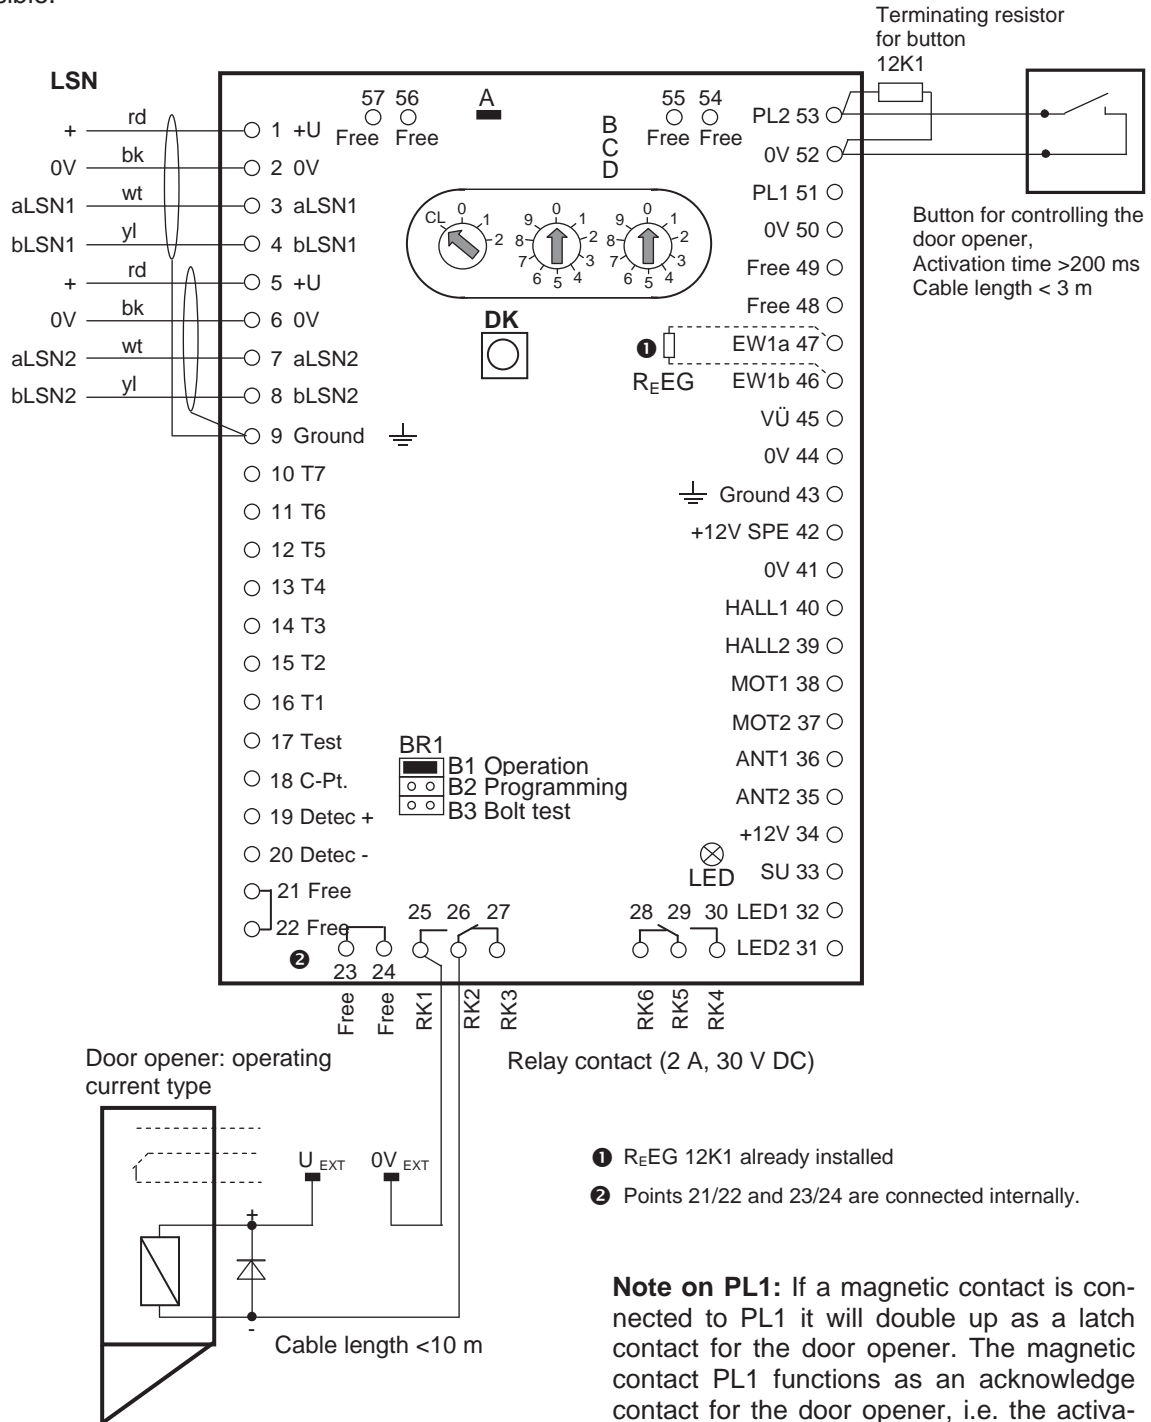 sible.
Terminating resistor
for button
12K1
LSN
+ rd 1 +U
0V bk 2 0V
aLSN1 wt 3 aLSN1
bLSN1 yl 4 bLSN1
+ rd 5 +U
0V bk 6 0V
aLSN2 wt 7 aLSN2
bLSN2 yl 8 bLSN2
9 Ground
10 T7
11 T6
12 T5
13 T4
14 T3
15 T2
16 T1
17 Test
18 C-Pt.
19 Detec +
20 Detec -
21 Free
22 Free
57 56
Free Free
A
B
C
D
55 54
Free Free
CL 0 1 2
0 1 2 3 4 5 6 7 8 9
0 1 2 3 4 5 6 7 8 9
DK
❶
REEG
BR1
B1 Operation
B2 Programming
B3 Bolt test
LED
PL2 53
0V 52
PL1 51
0V 50
Free 49
Free 48
EW1a 47
EW1b 46
VÜ 45
0V 44
Ground 43
+12V SPE 42
0V 41
HALL1 40
HALL2 39
MOT1 38
MOT2 37
ANT1 36
ANT2 35
+12V 34
SU 33
LED1 32
LED2 31
Button for controlling the
door opener,
Activation time >200 ms
Cable length < 3 m
❷
23 24
25 26 27
28 29 30
Free Free RK1 RK2 RK3
RK6 RK5 RK4
Relay contact (2 A, 30 V DC)
Door opener: operating
current type
U EXT 0V EXT
+
-
Cable length <10 m
❶ REEG 12K1 already installed
❷ Points 21/22 and 23/24 are connected internally.
Note on PL1: If a magnetic contact is con-
nected to PL1 it will double up as a latch
contact for the door opener. The magnetic
contact PL1 functions as an acknowledge
contact for the door opener, i.e. the activa-